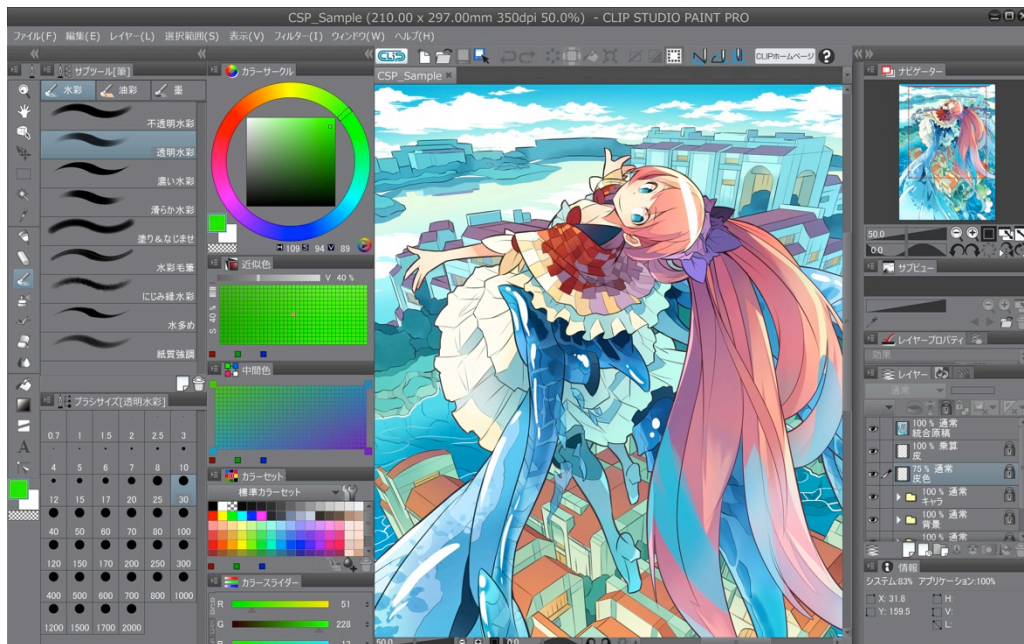 CSP_Sample (210.00 x 297.00mm 350dpi 50.0%) - CLIP STUDIO PAINT PRO
ファイル(F) 編集(E) レイヤー(L) 選択範囲(S) 表示(V) フィルター(I) ウィンドウ(W) ヘルプ(H)
サブツール[筆]
水彩 油彩 墨
不透明水彩
透明水彩
濃い水彩
滑らか水彩
塗り&なじませ
水彩毛筆
にじみ縁水彩
水多め
紙質強調
ブラシサイズ[透明水彩]
0.7 1 1.5 2 2.5 3
4 5 6 7 8 10
12 15 17 20 25 30
40 50 60 70 80 100
120 150 170 200 250 300
400 500 600 700 800 1000
1200 1500 1700 2000
カラーサークル
H 109 S 94 V 89
近似色
V 40 %
S 40 %
中間色
カラーセット
標準カラーセット
カラースライダー
R 51
G 228
CLIP
CLIPホームページ
CSP_Sample
50.0 0.0
ナビゲーター
50.0
0.0
サブビュー
レイヤープロパティ
効果
レイヤー
通常
100 % 通常
統合原稿
100 % 乗算
皮
75 % 通常
皮色
100 % 通常
キャラ
100 % 通常
背景
100 % 通常
情報
システム:83% アプリケーション:100%
X: 31.8 H:
Y: 159.5 V:
L: